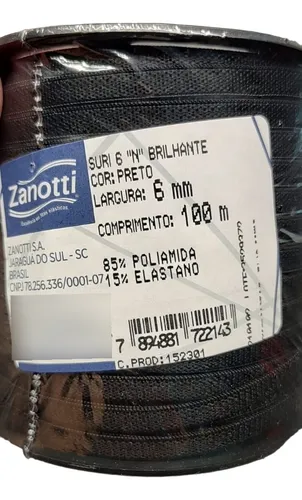 Zanotti
SURI 6 "N" BRILHANTE
COR: PRETO
LARGURA: 6 mm
COMPRIMENTO: 100 m
ZANOTTI S.A.
JARAGUA DO SUL - SC
BRASIL
CNPJ 78.256.336/0001-07
85% POLIAMIDA
15% ELASTANO
7 894881 722143
C.PROD:152301